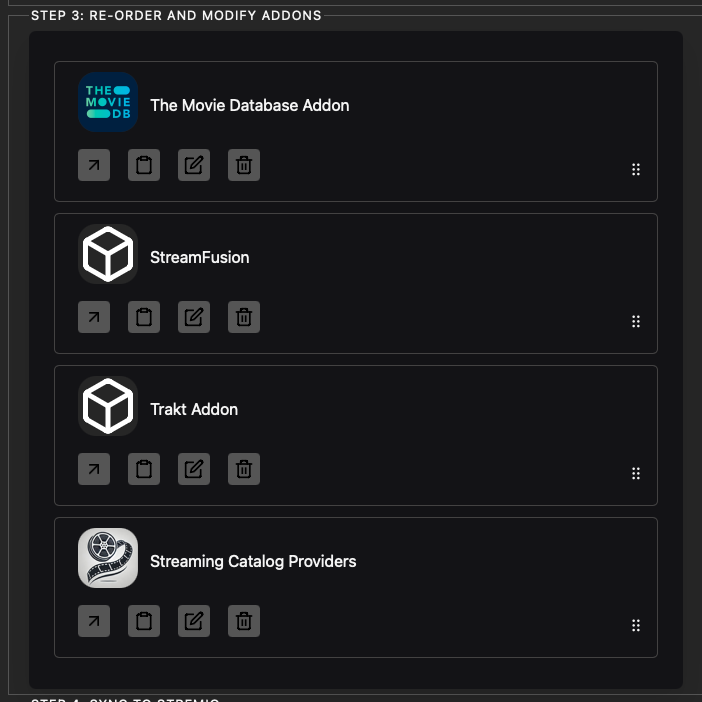 STEP 3: RE-ORDER AND MODIFY ADDONS
THE
MOVIE
DB
The Movie Database Addon
StreamFusion
Trakt Addon
Streaming Catalog Providers
STEP 4: SYNC TO STREMIO